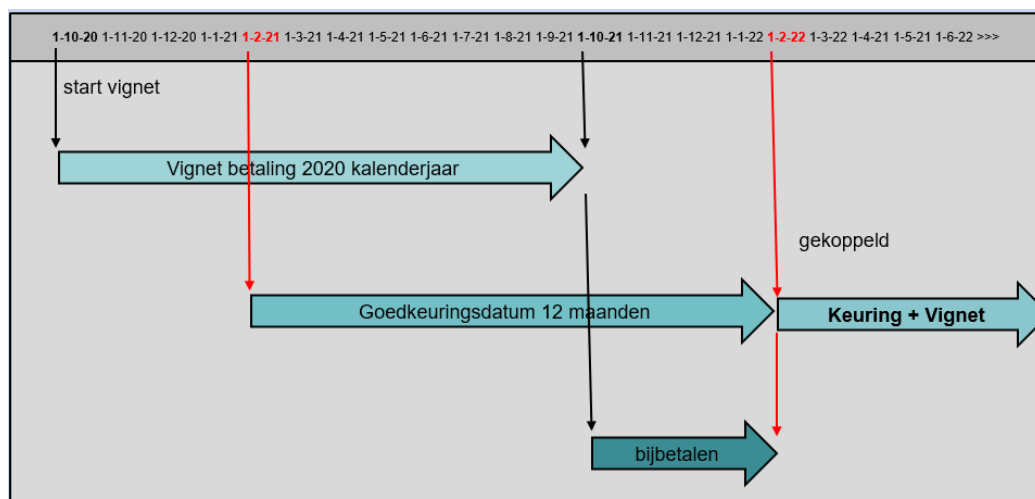 1-10-20 1-11-20 1-12-20 1-1-21 1-2-21 1-3-21 1-4-21 1-5-21 1-6-21 1-7-21 1-8-21 1-9-21 1-10-21 1-11-21 1-12-21 1-1-22 1-2-22 1-3-22 1-4-21 1-5-21 1-6-22 >>>
start vignet
Vignet betaling 2020 kalenderjaar
gekoppeld
Goedkeuringsdatum 12 maanden
Keuring + Vignet
bijbetalen